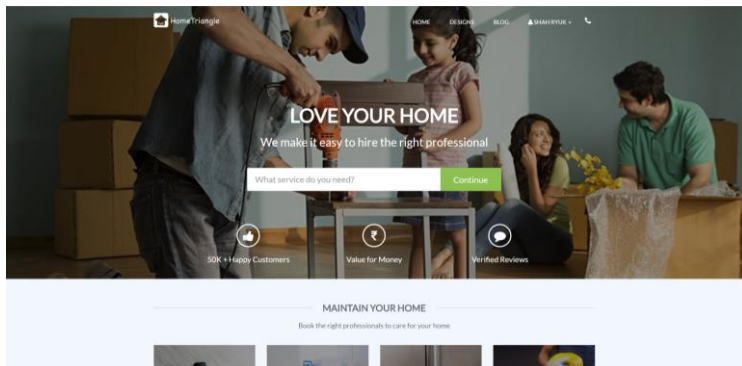 HomeTriangle
HOME DESIGNS BLOG SHAH RYUK
LOVE YOUR HOME
We make it easy to hire the right professional
What service do you need? Continue
₹
50K + Happy Customers Value for Money Verified Reviews
MAINTAIN YOUR HOME
Book the right professionals to care for your home